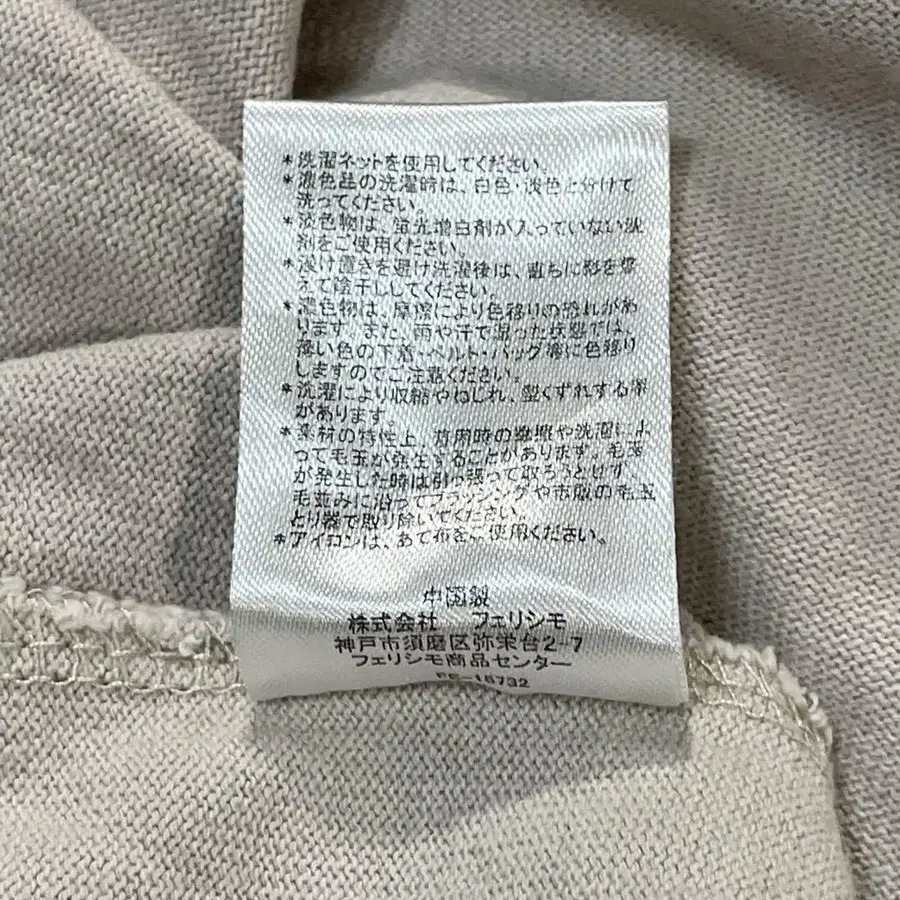 *洗濯ネットを使用してください。
*濃色品の洗濯時は、白色・淡色と分けて
洗ってください。
*淡色物は、蛍光増白剤が入っていない洗
剤をご使用ください。
*浸け置きを避け洗濯後は、直ちに形を整
えて陰干ししてください。
*濃色物は、摩擦により色移りの恐れがあ
ります。また、雨や汗で湿った状態では、
薄い色の下着・ベルト・バッグ等に色移り
しますのでご注意ください。
*洗濯により収縮やねじれ、型くずれする事
があります。
*素材の特性上、着用時の摩擦や洗濯によ
って毛玉が発生することがあります。毛玉
が発生した時は引っ張って取ろうとせず
毛並みに沿ってブラッシングや市販の毛玉
とり器で取り除いてください。
*アイロンは、あて布をご使用ください。
中国製
株式会社 フェリシモ
神戸市須磨区弥栄台2-7
フェリシモ商品センター
FE-16732